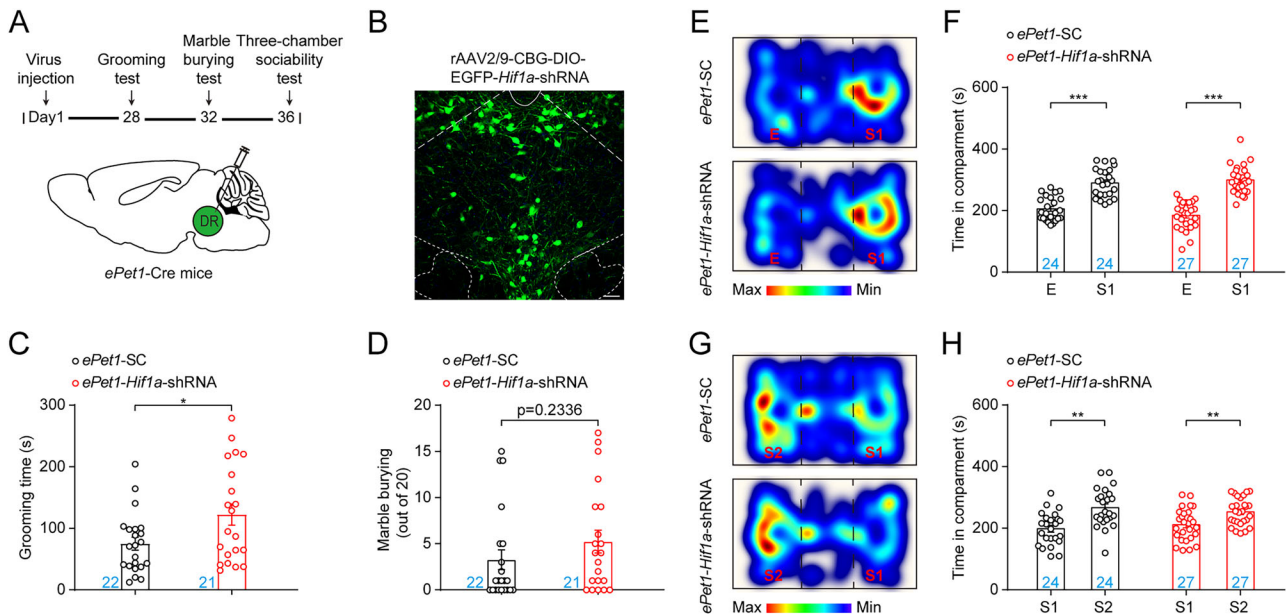 A
Virus
injection
Grooming
test
Marble
burying
test
Three-chamber
sociability
test
Day1
28
32
36
DR
ePet1-Cre mice
B
rAAV2/9-CBG-DIO-
EGFP-Hif1a-shRNA
C
ePet1-SC
ePet1-Hif1a-shRNA
Grooming time (s)
300
200
100
0
*
22
21
D
ePet1-SC
ePet1-Hif1a-shRNA
Marble burying
(out of 20)
20
15
10
5
0
p=0.2336
22
21
E
ePet1-SC
E
S1
ePet1-Hif1a-shRNA
E
S1
Max
Min
F
ePet1-SC
ePet1-Hif1a-shRNA
Time in comparment (s)
600
400
200
0
***
***
24
24
27
27
E
S1
E
S1
G
ePet1-SC
S2
S1
ePet1-Hif1a-shRNA
S2
S1
Max
Min
H
ePet1-SC
ePet1-Hif1a-shRNA
Time in comparment (s)
600
400
200
0
**
**
24
24
27
27
S1
S2
S1
S2